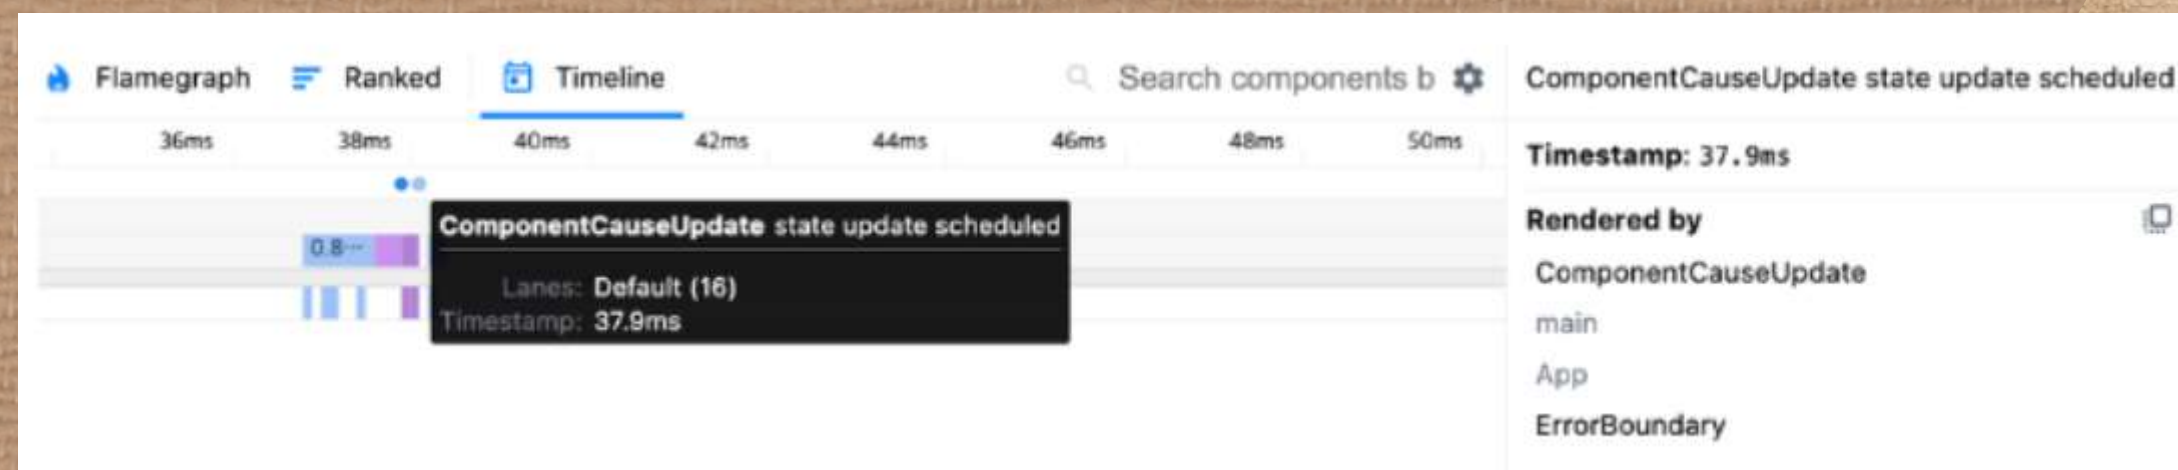 Flamegraph Ranked Timeline Search components b ComponentCauseUpdate state update scheduled
36ms 38ms 40ms 42ms 44ms 46ms 48ms 50ms
Timestamp: 37.9ms
ComponentCauseUpdate state update scheduled
Rendered by
0.8...
Lanes: Default (16)
ComponentCauseUpdate
Timestamp: 37.9ms
main
App
ErrorBoundary